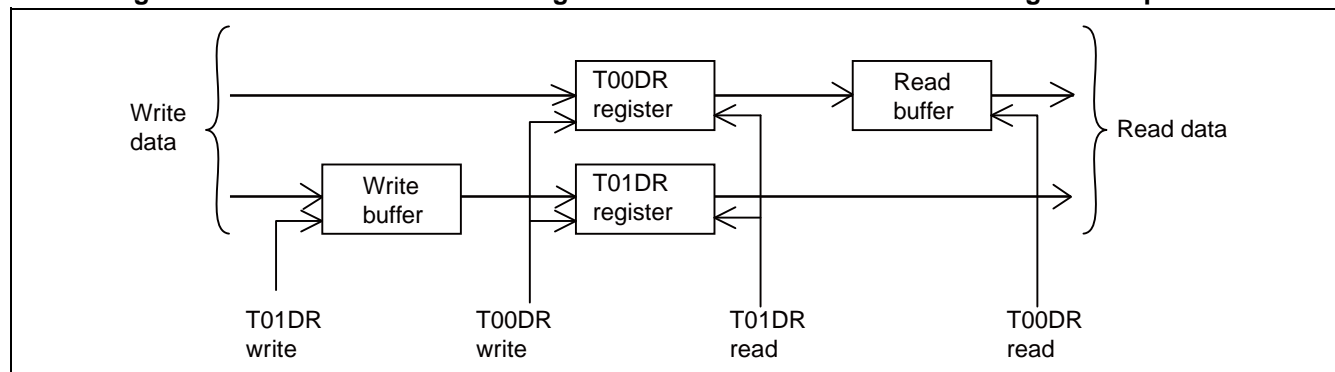 Write
data
T00DR
register
Read
buffer
Read data
Write
buffer
T01DR
register
T01DR
write
T00DR
write
T01DR
read
T00DR
read